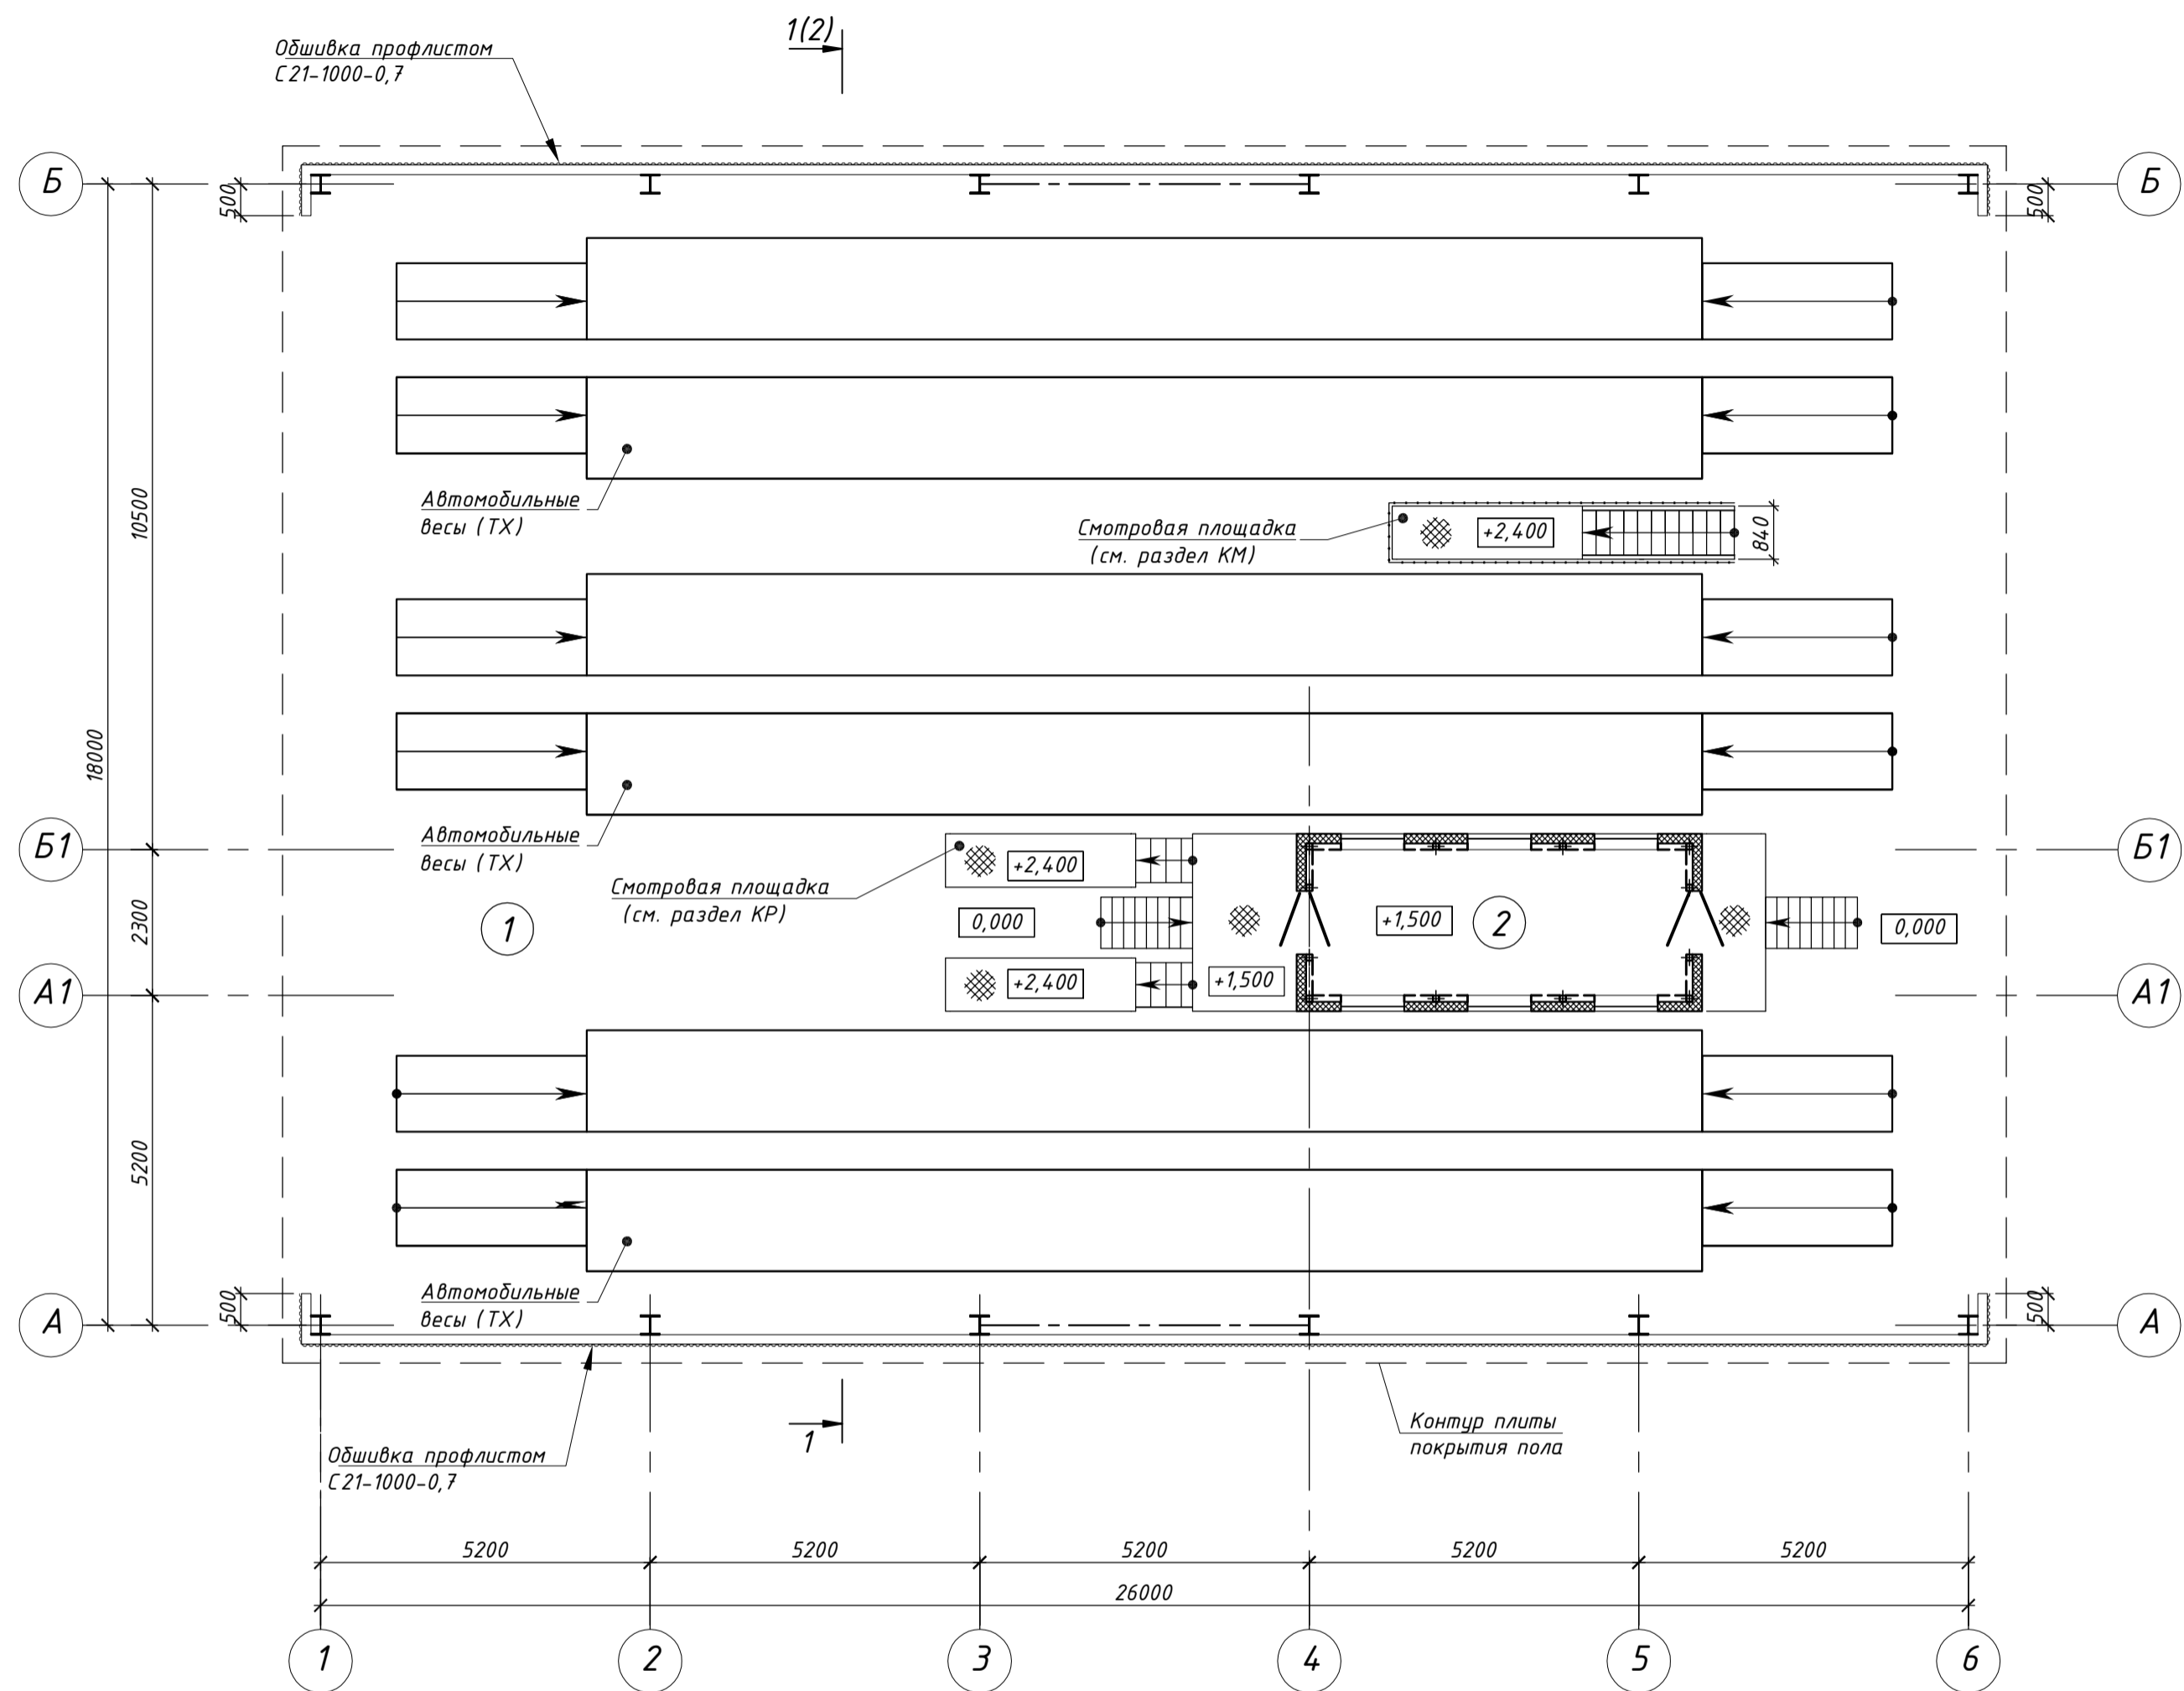 1(2)
Обшивка профлистом
С21-1000-0,7
Б
Б
500
500
Автомобильные
весы (ТХ)
10500
Смотровая площадка
(см. раздел КМ)
+2,400
840
18000
Автомобильные
весы (ТХ)
Б1
Б1
+2,400
Смотровая площадка
(см. раздел КР)
2300
1
0,000
+1,500
2
0,000
+2,400
+1,500
А1
А1
5200
Автомобильные
весы (ТХ)
500
500
А
А
1
Контур плиты
покрытия пола
Обшивка профлистом
С21-1000-0,7
5200
5200
5200
5200
5200
26000
1
2
3
4
5
6